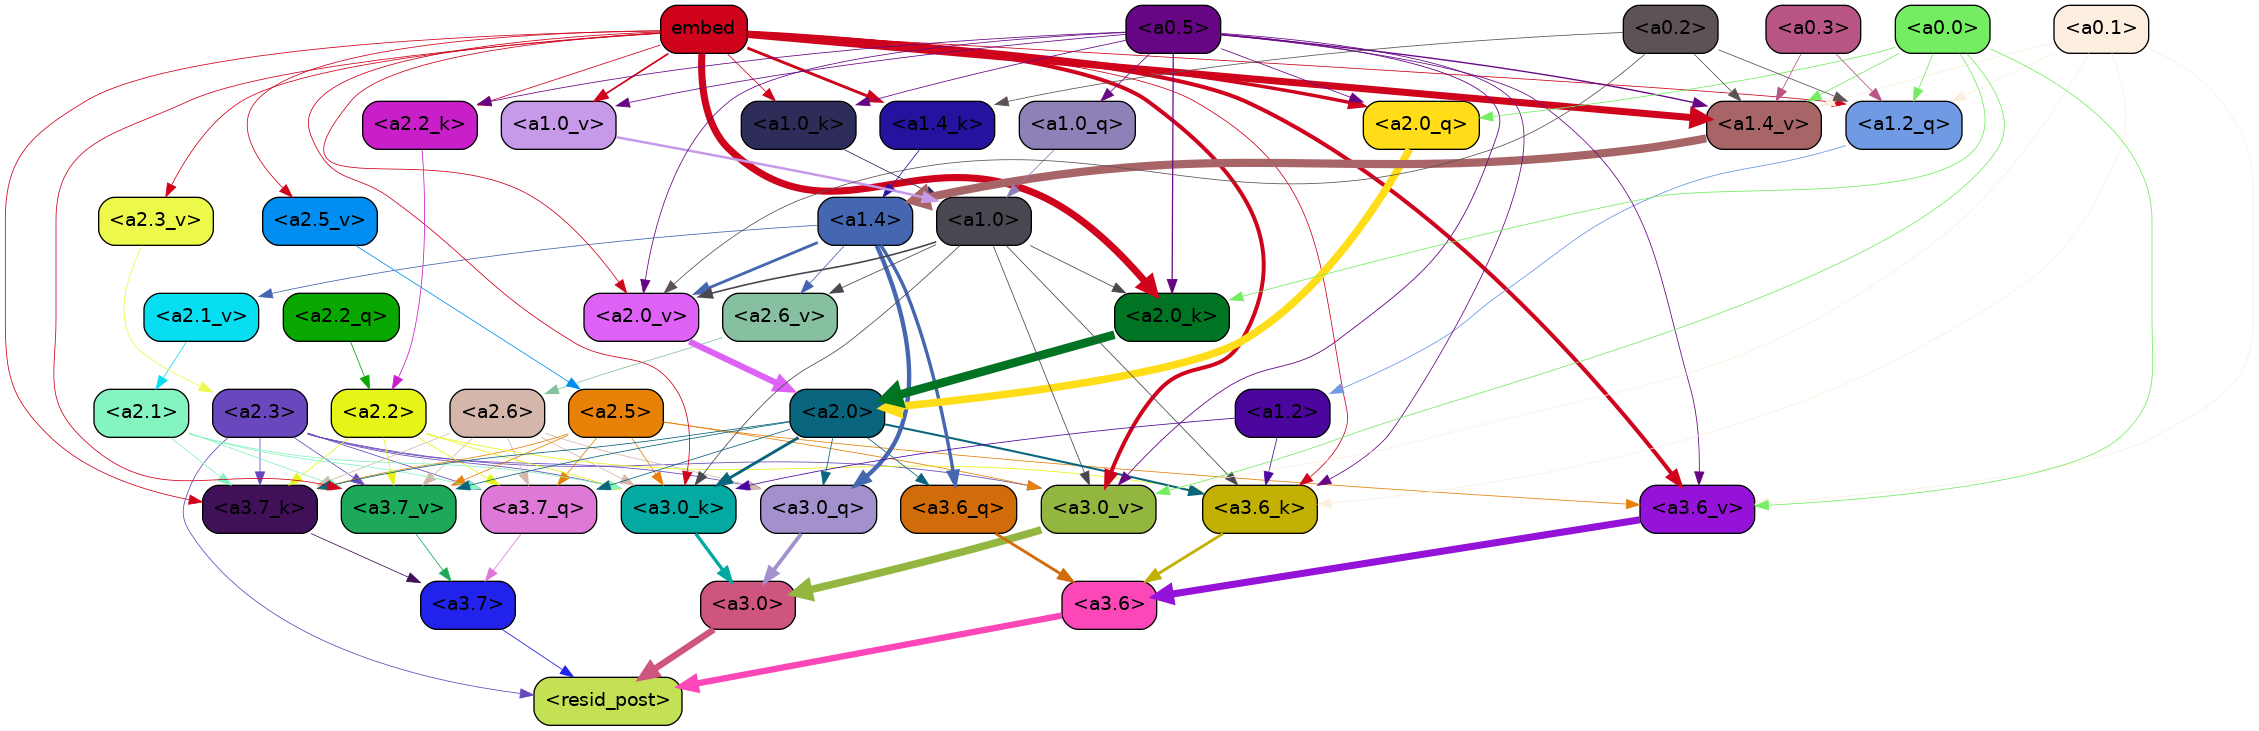 embed
<a0.5>
<a0.2>
<a0.3>
<a0.0>
<a0.1>
<a2.2_k>
<a1.0_v>
<a1.0_k>
<a1.4_k>
<a1.0_q>
<a2.0_q>
<a1.4_v>
<a1.2_q>
<a2.3_v>
<a2.5_v>
<a1.4>
<a1.0>
<a2.1_v>
<a2.2_q>
<a2.0_v>
<a2.6_v>
<a2.0_k>
<a2.1>
<a2.3>
<a2.2>
<a2.6>
<a2.5>
<a2.0>
<a1.2>
<a3.7_k>
<a3.7_v>
<a3.7_q>
<a3.0_k>
<a3.0_q>
<a3.6_q>
<a3.0_v>
<a3.6_k>
<a3.6_v>
<a3.7>
<a3.0>
<a3.6>
<resid_post>